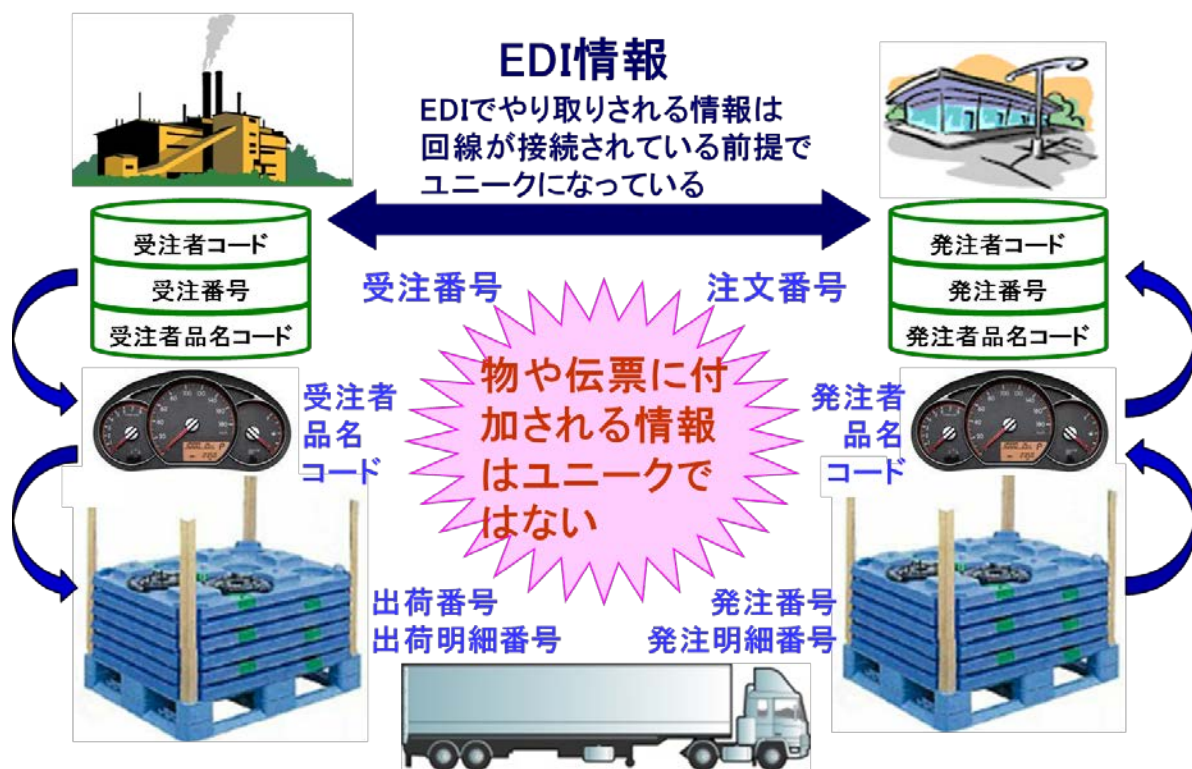 EDI情報
EDIでやり取りされる情報は
回線が接続されている前提で
ユニークになっている
受注者コード
受注番号
受注者品名コード
発注者コード
発注番号
発注者品名コード
受注番号
注文番号
物や伝票に付
加される情報
はユニークで
はない
受注者
品名
コード
発注者
品名
コード
出荷番号
出荷明細番号
発注番号
発注明細番号